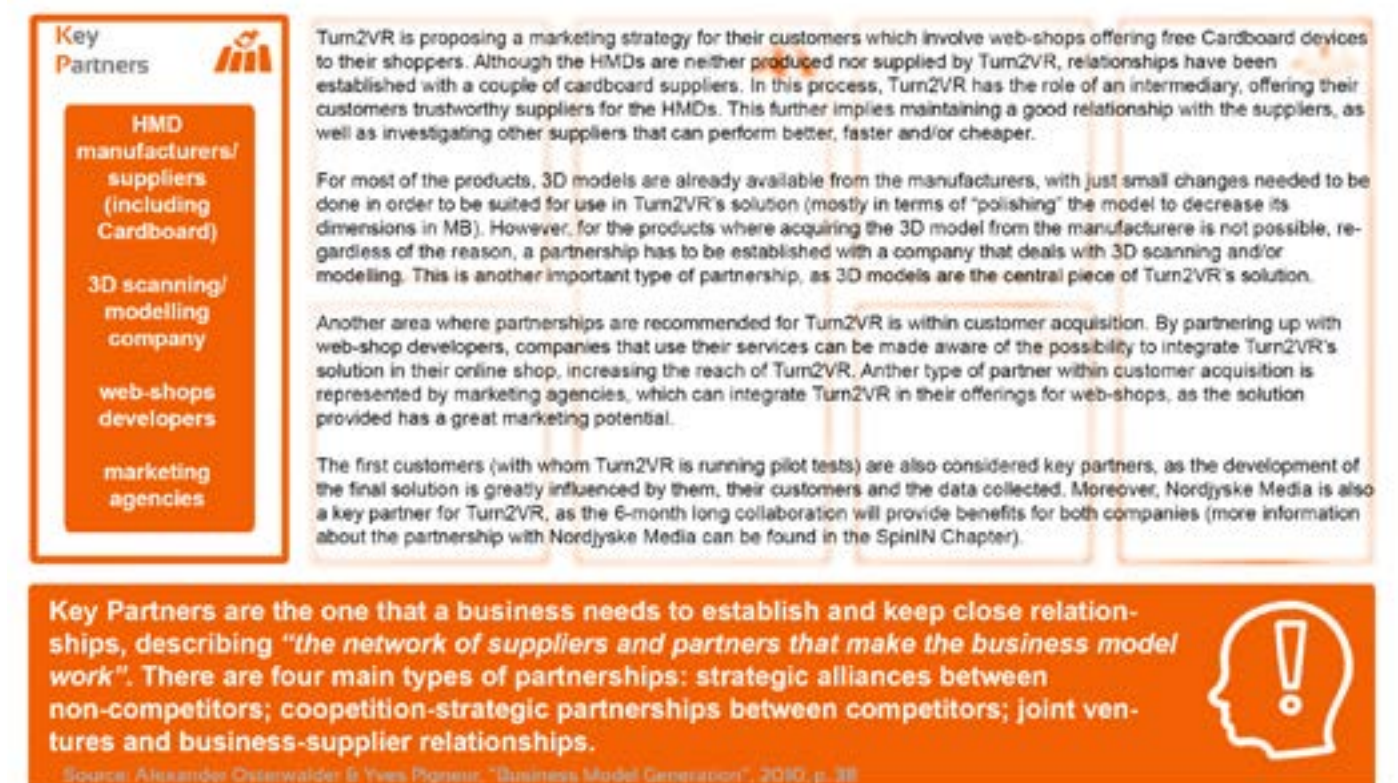 Key
Partners
HMD
manufacturers/
suppliers
(including
Cardboard)
3D scanning/
modelling
company
web-shops
developers
marketing
agencies
Turn2VR is proposing a marketing strategy for their customers which involve web-shops offering free Cardboard devices
to their shoppers. Although the HMDs are neither produced nor supplied by Turn2VR, relationships have been
established with a couple of cardboard suppliers. In this process, Turn2VR has the role of an intermediary, offering their
customers trustworthy suppliers for the HMDs. This further implies maintaining a good relationship with the suppliers, as
well as investigating other suppliers that can perform better, faster and/or cheaper.
For most of the products, 3D models are already available from the manufacturers, with just small changes needed to be
done in order to be suited for use in Turn2VR's solution (mostly in terms of "polishing" the model to decrease its
dimensions in MB). However, for the products where acquiring the 3D model from the manufacturere is not possible, re-
gardless of the reason, a partnership has to be established with a company that deals with 3D scanning and/or
modelling. This is another important type of partnership, as 3D models are the central piece of Turn2VR's solution.
Another area where partnerships are recommended for Turn2VR is within customer acquisition. By partnering up with
web-shop developers, companies that use their services can be made aware of the possibility to integrate Turn2VR's
solution in their online shop, increasing the reach of Turn2VR. Anther type of partner within customer acquisition is
represented by marketing agencies, which can integrate Turn2VR in their offerings for web-shops, as the solution
provided has a great marketing potential.
The first customers (with whom Turn2VR is running pilot tests) are also considered key partners, as the development of
the final solution is greatly influenced by them, their customers and the data collected. Moreover, Nordjyske Media is also
a key partner for Turn2VR, as the 6-month long collaboration will provide benefits for both companies (more information
about the partnership with Nordjyske Media can be found in the SpinIN Chapter).
Key Partners are the one that a business needs to establish and keep close relation-
ships, describing "the network of suppliers and partners that make the business model
work". There are four main types of partnerships: strategic alliances between
non-competitors; coopetition-strategic partnerships between competitors; joint ven-
tures and business-supplier relationships.
Source: Alexander Osterwalder & Yves Pigneur, "Business Model Generation", 2010, p. 38